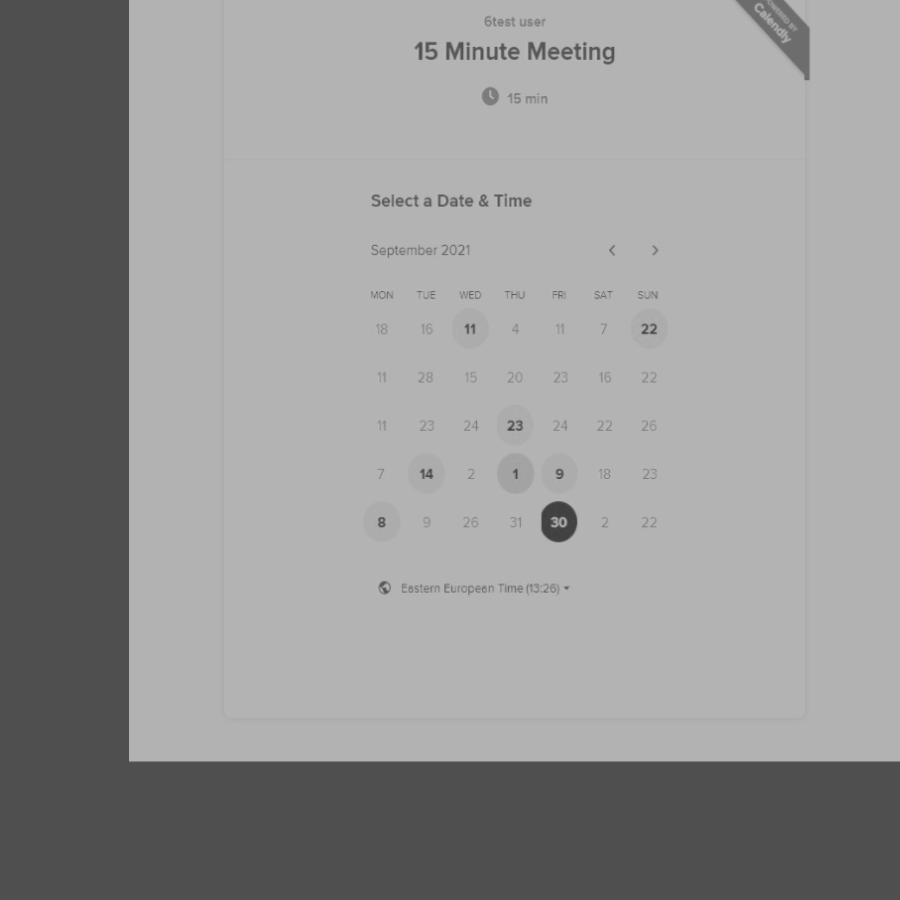 POWERED BY
Calendly
6test user
15 Minute Meeting
15 min
Select a Date & Time
September 2021
MON TUE WED THU FRI SAT SUN
18 16 11 4 11 7 22
11 28 15 20 23 16 22
11 23 24 23 24 22 26
7 14 2 1 9 18 23
8 9 26 31 30 2 22
Eastern European Time (13:26)